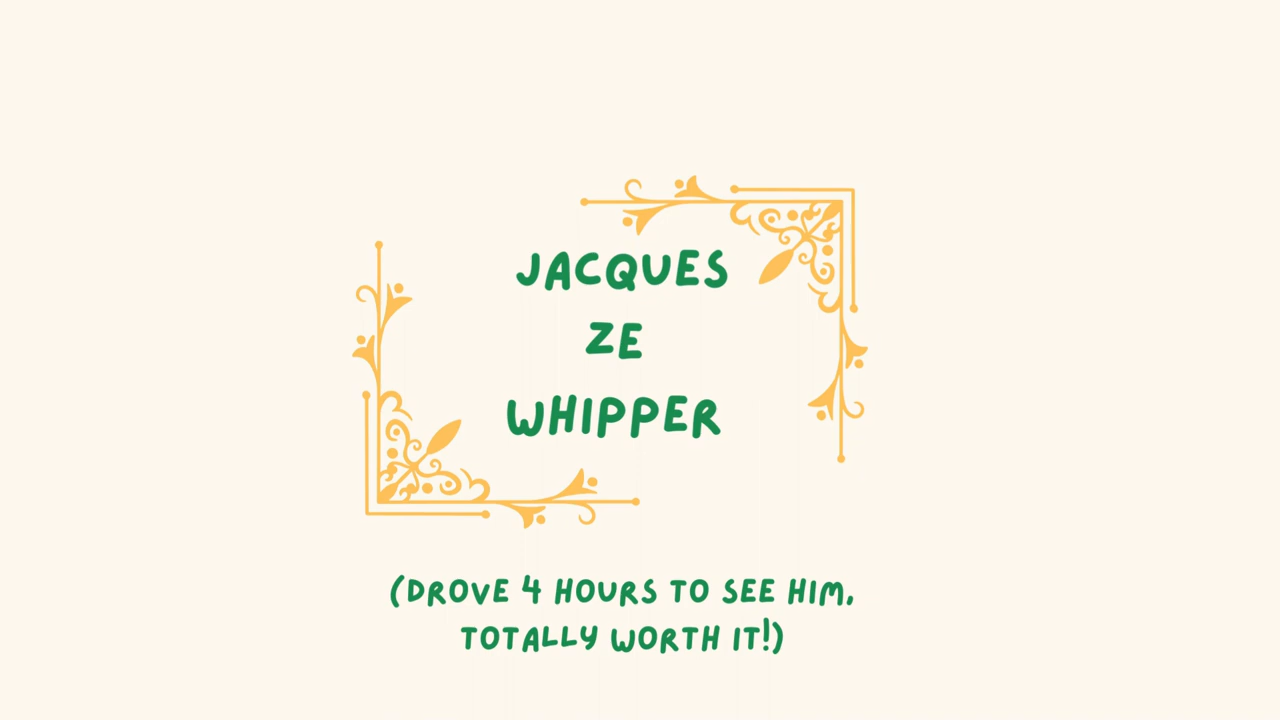 JACQUES
ZE
WHIPPER
(DROVE 4 HOURS TO SEE HIM,
TOTALLY WORTH IT!)